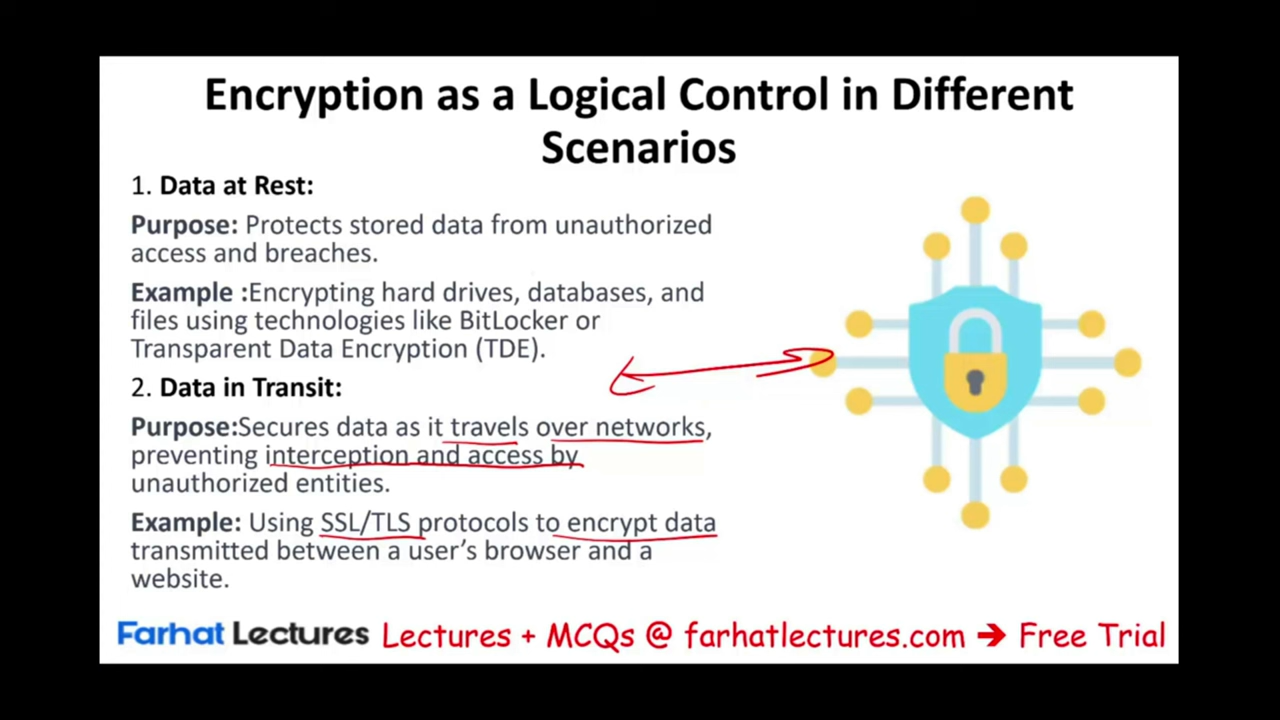 Encryption as a Logical Control in Different
Scenarios
1. Data at Rest:
Purpose: Protects stored data from unauthorized
access and breaches.
Example :Encrypting hard drives, databases, and
files using technologies like BitLocker or
Transparent Data Encryption (TDE).
2. Data in Transit:
Purpose:Secures data as it travels over networks,
preventing interception and access by
unauthorized entities.
Example: Using SSL/TLS protocols to encrypt data
transmitted between a user's browser and a
website.
Farhat Lectures Lectures + MCQs @ farhatlectures.com → Free Trial